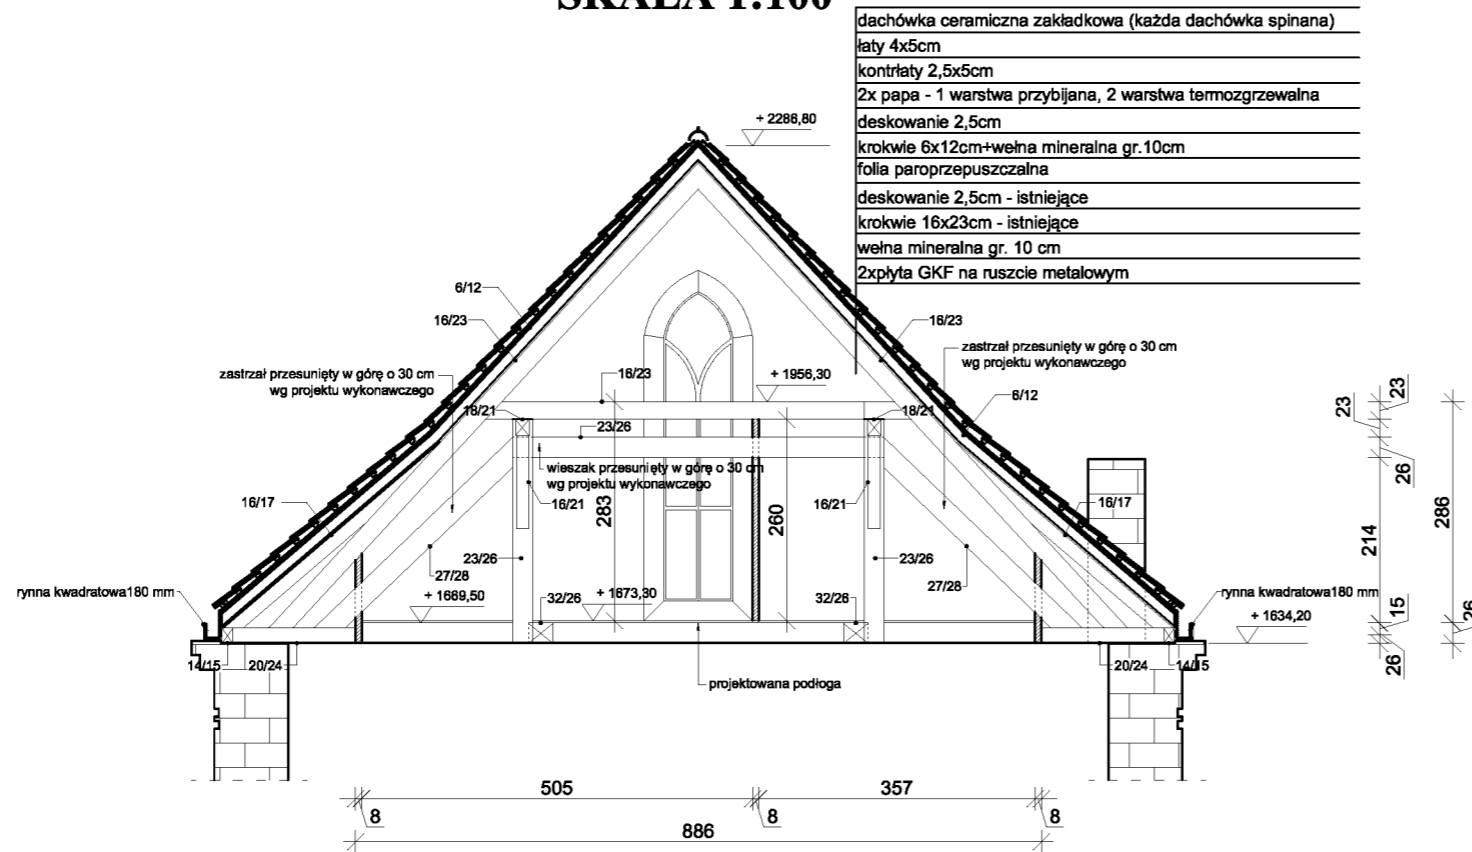 SKALA 1:100
dachówka ceramiczna zakładkowa (każda dachówka spinana)
łaty 4x5cm
kontrłaty 2,5x5cm
2x papa - 1 warstwa przybijana, 2 warstwa termozgrzewalna
deskowanie 2,5cm
krokwie 6x12cm+wełna mineralna gr.10cm
folia paroprzepuszczalna
deskowanie 2,5cm - istniejące
krokwie 16x23cm - istniejące
wełna mineralna gr. 10 cm
2xpłyta GKF na ruszcie metalowym
+ 2286,80
6/12
16/23
16/23
zastrzał przesunięty w górę o 30 cm
wg projektu wykonawczego
zastrzał przesunięty w górę o 30 cm
wg projektu wykonawczego
16/23
+ 1956,30
6/12
18/21
18/21
23/26
wieszak przesunięty w górę o 30 cm
wg projektu wykonawczego
16/17
16/21
283
260
16/21
16/17
23/26
23/26
27/28
27/28
rynna kwadratowa180 mm
+ 1669,50
32/26
+ 1673,30
32/26
rynna kwadratowa180 mm
+ 1634,20
14/15
20/24
20/24
14/15
projektowana podłoga
23
23
26
214
286
15
26
26
505
357
8
8
8
886